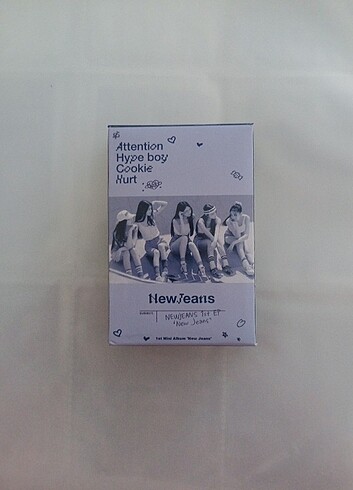 Attention
Hype boy
Cookie
Hurt
NewJeans
NEWJEANS 1st EP
"New Jeans"
1st Mini Album 'New Jeans'